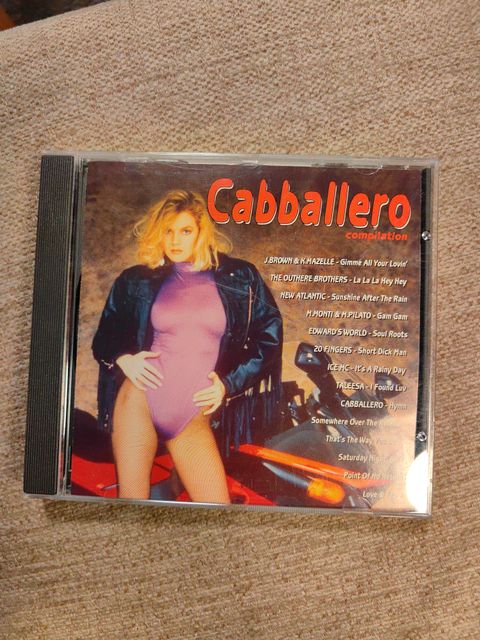 Cabballero
compilation
J.BROWN & K.MAZELLE - Gimme All Your Lovin'
THE OUTHERE BROTHERS - La La La Hey Hey
NEW ATLANTIC - Sunshine After The Rain
M.MONTI & M.PILATO - Gam Gam
EDWARD'S WORLD - Soul Roots
20 FINGERS - Short Dick Man
ICE MC - It's A Rainy Day
TALEESA - I Found Luv
CABBALLERO - Hymn
Somewhere Over The
That's The Way
Saturday
Point Of No
Love